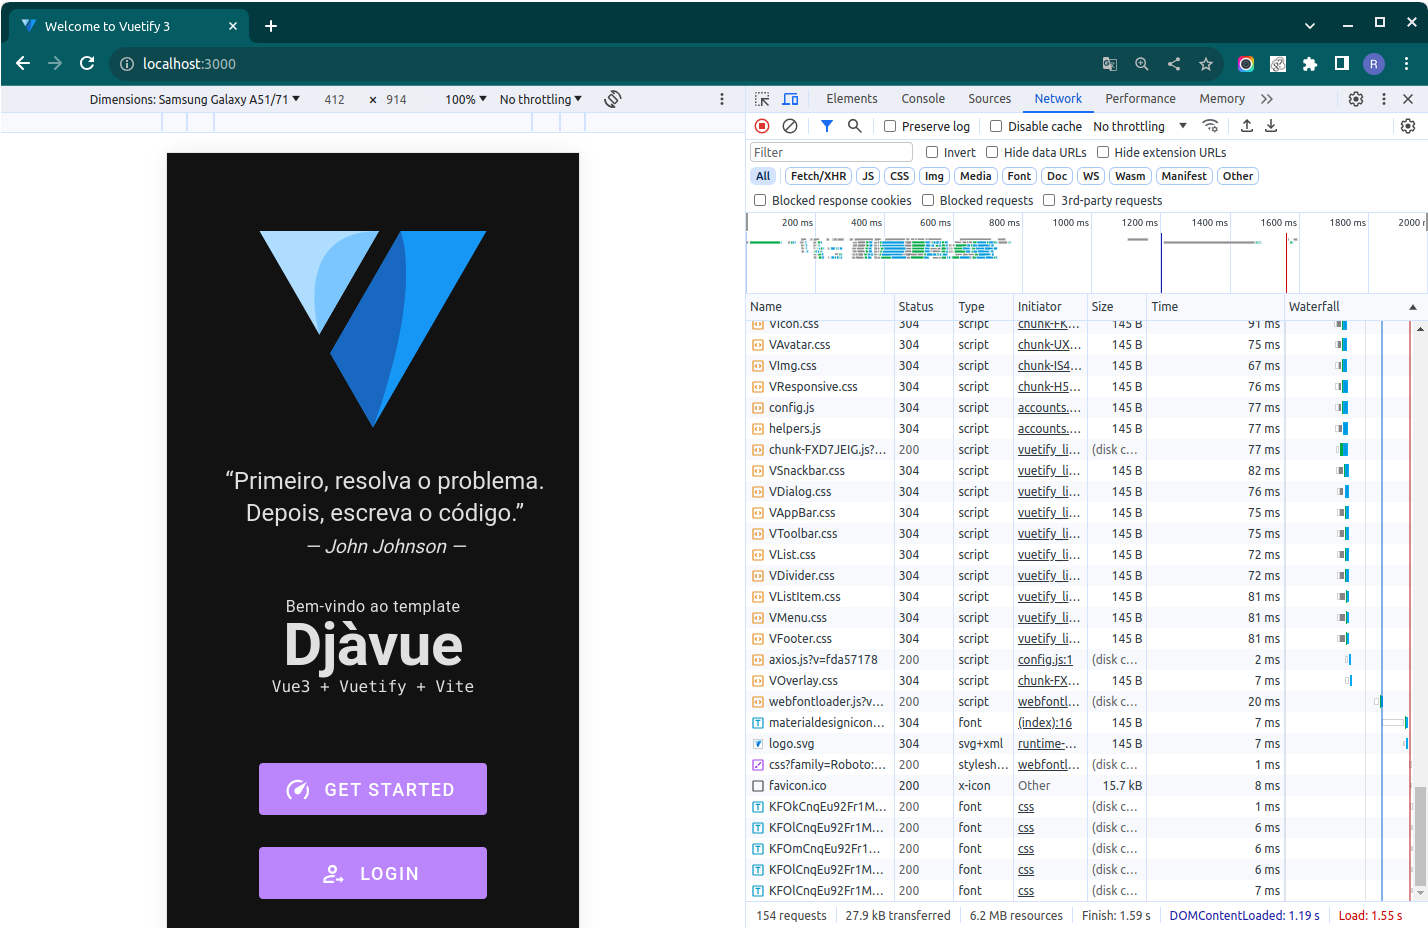 Welcome to Vuetify 3
localhost:3000
R
Dimensions: Samsung Galaxy A51/71 412 × 914 100% No throttling
“Primeiro, resolva o problema.
Depois, escreva o código.”
— John Johnson —
Bem-vindo ao template
Djàvue
Vue3 + Vuetify + Vite
GET STARTED
LOGIN
Elements Console Sources Network Performance Memory
Preserve log Disable cache No throttling
Filter Invert Hide data URLs Hide extension URLs
All Fetch/XHR JS CSS Img Media Font Doc WS Wasm Manifest Other
Blocked response cookies Blocked requests 3rd-party requests
200 ms 400 ms 600 ms 800 ms 1000 ms 1200 ms 1400 ms 1600 ms 1800 ms 2000
Name Status Type Initiator Size Time Waterfall
VIcon.css 304 script chunk-FK... 145 B 91 ms
VAvatar.css 304 script chunk-UX... 145 B 75 ms
VImg.css 304 script chunk-IS4... 145 B 67 ms
VResponsive.css 304 script chunk-H5... 145 B 76 ms
config.js 304 script accounts.... 145 B 77 ms
helpers.js 304 script accounts.... 145 B 77 ms
chunk-FXD7JEIG.js?... 200 script vuetify_li... (disk c... 77 ms
VSnackbar.css 304 script vuetify_li... 145 B 82 ms
VDialog.css 304 script vuetify_li... 145 B 76 ms
VAppBar.css 304 script vuetify_li... 145 B 75 ms
VToolbar.css 304 script vuetify_li... 145 B 75 ms
VList.css 304 script vuetify_li... 145 B 72 ms
VDivider.css 304 script vuetify_li... 145 B 72 ms
VListItem.css 304 script vuetify_li... 145 B 81 ms
VMenu.css 304 script vuetify_li... 145 B 81 ms
VFooter.css 304 script vuetify_li... 145 B 81 ms
axios.js?v=fda57178 200 script config.js:1 (disk c... 2 ms
VOverlay.css 304 script chunk-FX... 145 B 7 ms
webfontloader.js?v... 200 script webfontl... (disk c... 20 ms
materialdesignicon... 304 font (index):16 145 B 7 ms
logo.svg 304 svg+xml runtime-... 145 B 7 ms
css?family=Roboto:... 200 stylesh... webfontl... (disk c... 1 ms
favicon.ico 200 x-icon Other 15.7 kB 8 ms
KFOkCnqEu92Fr1M... 200 font css (disk c... 1 ms
KFOlCnqEu92Fr1M... 200 font css (disk c... 6 ms
KFOmCnqEu92Fr1... 200 font css (disk c... 6 ms
KFOlCnqEu92Fr1M... 200 font css (disk c... 6 ms
KFOlCnqEu92Fr1M... 200 font css (disk c... 7 ms
154 requests 27.9 kB transferred 6.2 MB resources Finish: 1.59 s DOMContentLoaded: 1.19 s Load: 1.55 s